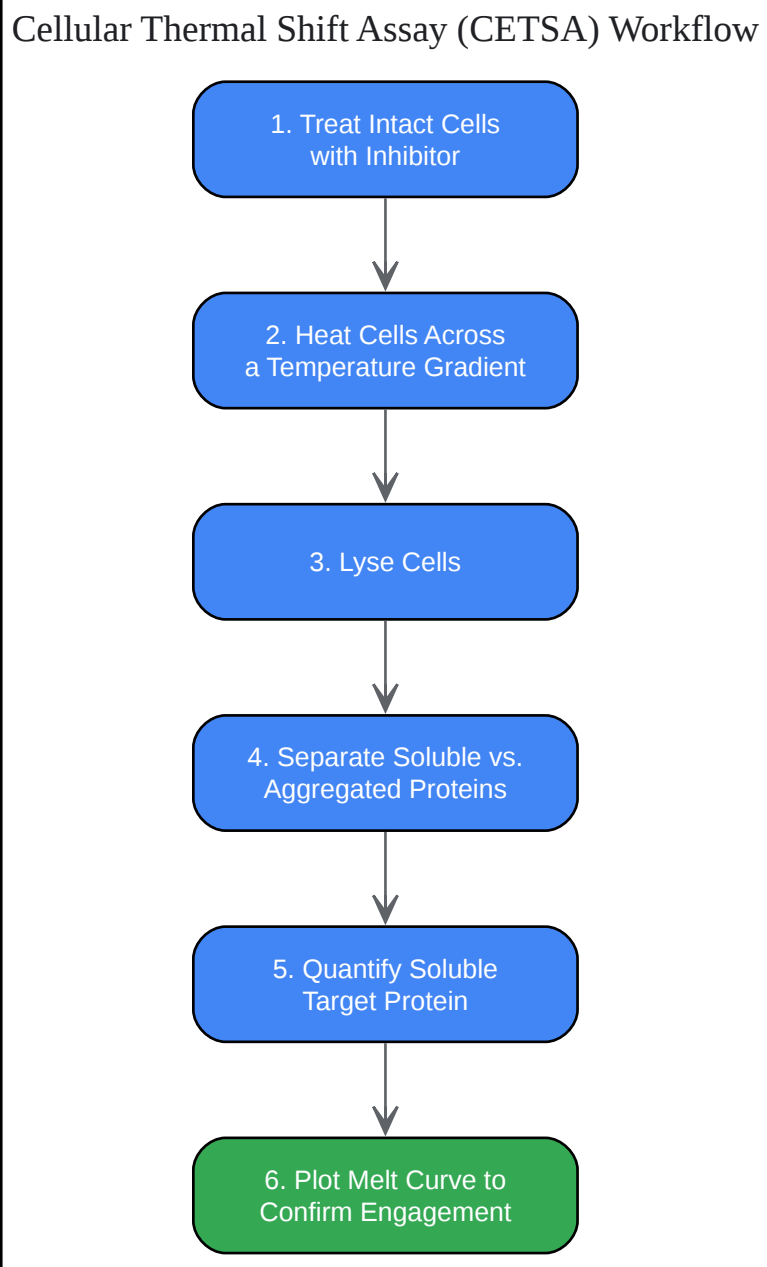 Cellular Thermal Shift Assay (CETSA) Workflow
1. Treat Intact Cells
with Inhibitor
2. Heat Cells Across
a Temperature Gradient
3. Lyse Cells
4. Separate Soluble vs.
Aggregated Proteins
5. Quantify Soluble
Target Protein
6. Plot Melt Curve to
Confirm Engagement